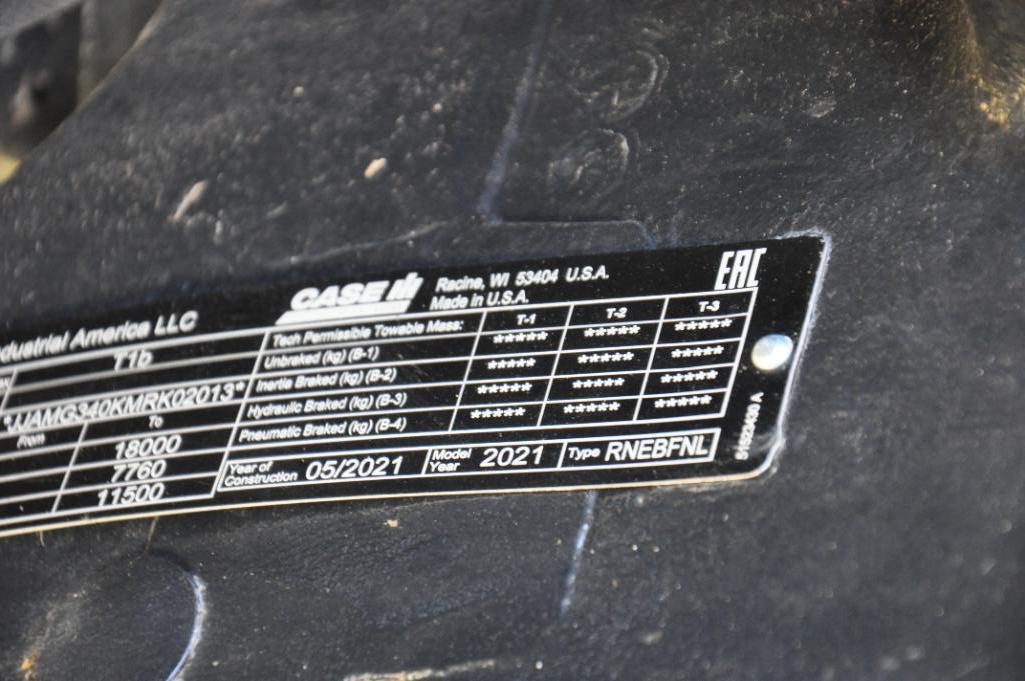 CASE IH
Racine, WI 53404 U.S.A.
Made in U.S.A.
EAC
Industrial America LLC
T1b
*JJAMG340KMRK02013*
From To
18000
7760
11500
Tech Permissible Towable Mass: T-1 T-2 T-3
Unbraked (kg) (B-1) ***** ***** *****
Inertia Braked (kg) (B-2) ***** ***** *****
Hydraulic Braked (kg) (B-3) ***** ***** *****
Pneumatic Braked (kg) (B-4) ***** ***** *****
Year of Construction 05/2021 Model Year 2021 Type RNEBFNL